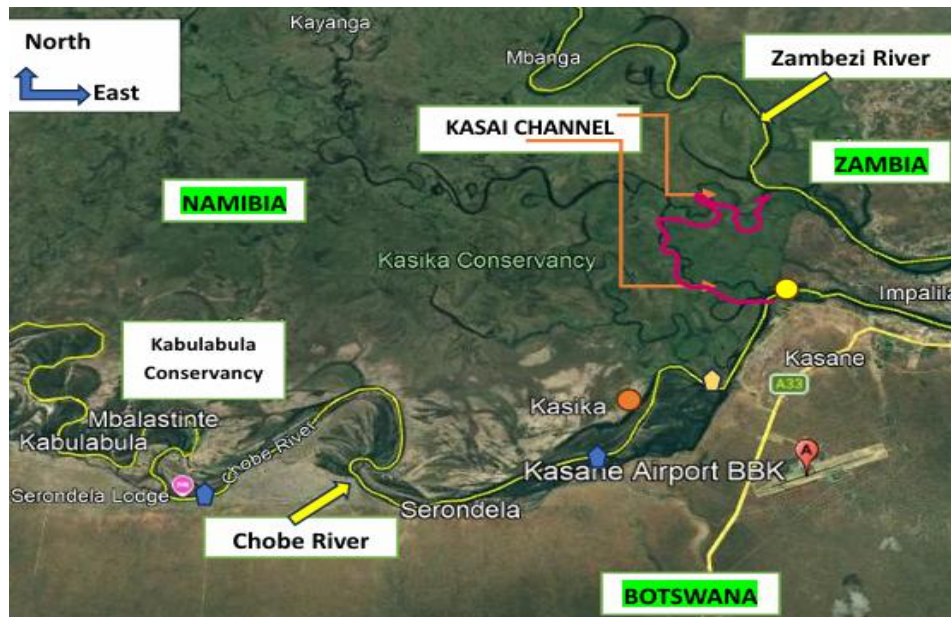 North
East
Kayanga
Mbanga
Zambezi River
KASAI CHANNEL
ZAMBIA
NAMIBIA
Kasika Conservancy
Impalila
Kabulabula
Conservancy
Kasane
A33
Mbalastinte
Kabulabula
Kasika
Chobe River
Kasane Airport BBK
A
Serondela Lodge
Serondela
Chobe River
BOTSWANA